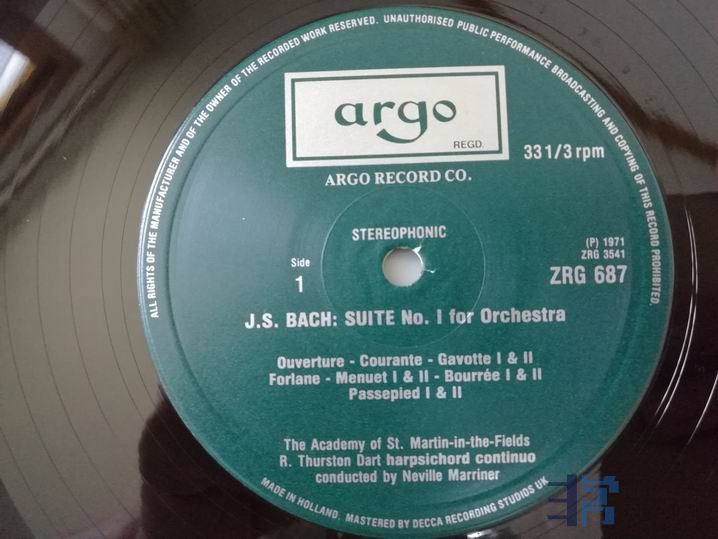 ALL RIGHTS OF THE MANUFACTURER AND OF THE OWNER OF THE RECORDED WORK RESERVED. UNAUTHORISED PUBLIC PERFORMANCE BROADCASTING AND COPYING OF THIS RECORD PROHIBITED.
argo
REGD.
33 1/3 rpm
ARGO RECORD CO.
STEREOPHONIC
Side
1
(P) 1971
ZRG 3541
ZRG 687
J.S. BACH: SUITE No. I for Orchestra
Ouverture - Courante - Gavotte I & II
Forlane - Menuet I & II - Bourrée I & II
Passepied I & II
The Academy of St. Martin-in-the-Fields
R. Thurston Dart harpsichord continuo
conducted by Neville Marriner
MADE IN HOLLAND. MASTERED BY DECCA RECORDING STUDIOS UK